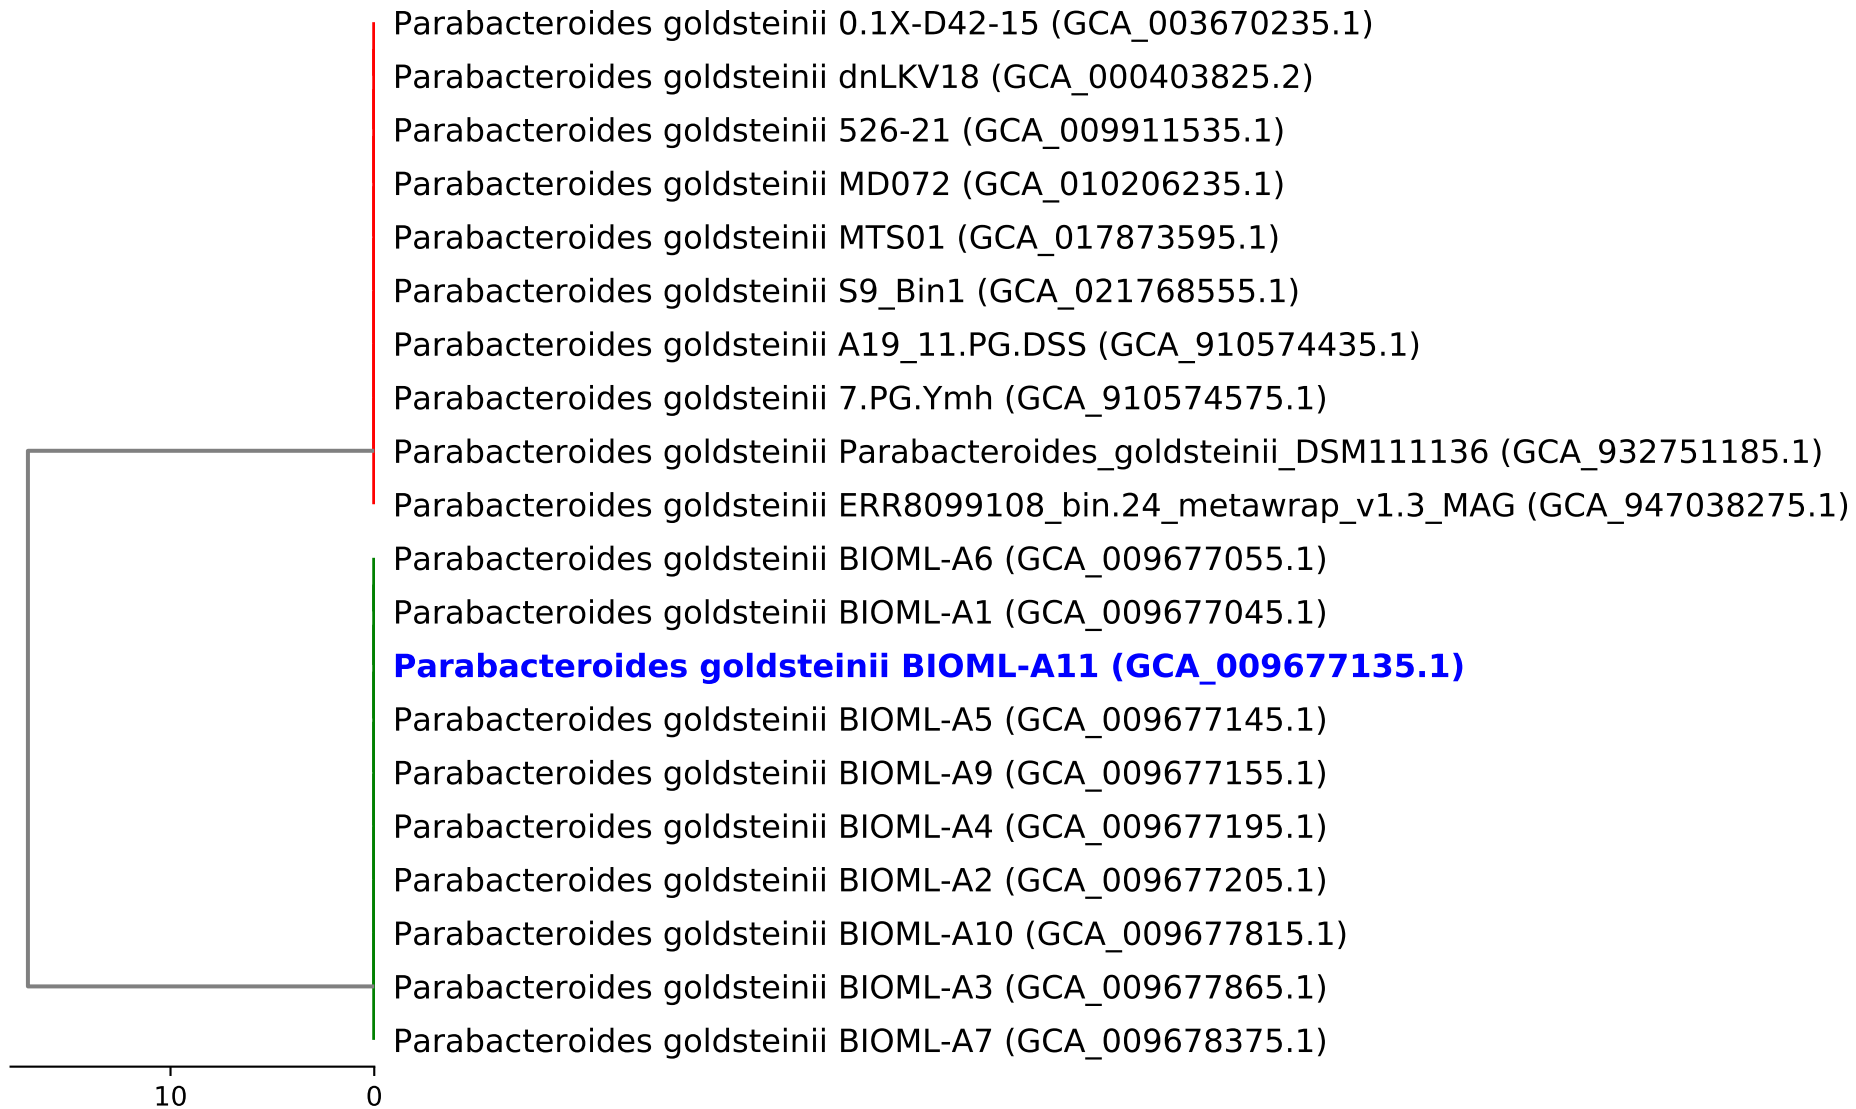 Parabacteroides goldsteinii 0.1X-D42-15 (GCA_003670235.1)
Parabacteroides goldsteinii dnLKV18 (GCA_000403825.2)
Parabacteroides goldsteinii 526-21 (GCA_009911535.1)
Parabacteroides goldsteinii MD072 (GCA_010206235.1)
Parabacteroides goldsteinii MTS01 (GCA_017873595.1)
Parabacteroides goldsteinii S9_Bin1 (GCA_021768555.1)
Parabacteroides goldsteinii A19_11.PG.DSS (GCA_910574435.1)
Parabacteroides goldsteinii 7.PG.Ymh (GCA_910574575.1)
Parabacteroides goldsteinii Parabacteroides_goldsteinii_DSM111136 (GCA_932751185.1)
Parabacteroides goldsteinii ERR8099108_bin.24_metawrap_v1.3_MAG (GCA_947038275.1)
Parabacteroides goldsteinii BIOML-A6 (GCA_009677055.1)
Parabacteroides goldsteinii BIOML-A1 (GCA_009677045.1)
Parabacteroides goldsteinii BIOML-A11 (GCA_009677135.1)
Parabacteroides goldsteinii BIOML-A5 (GCA_009677145.1)
Parabacteroides goldsteinii BIOML-A9 (GCA_009677155.1)
Parabacteroides goldsteinii BIOML-A4 (GCA_009677195.1)
Parabacteroides goldsteinii BIOML-A2 (GCA_009677205.1)
Parabacteroides goldsteinii BIOML-A10 (GCA_009677815.1)
Parabacteroides goldsteinii BIOML-A3 (GCA_009677865.1)
Parabacteroides goldsteinii BIOML-A7 (GCA_009678375.1)
10 0